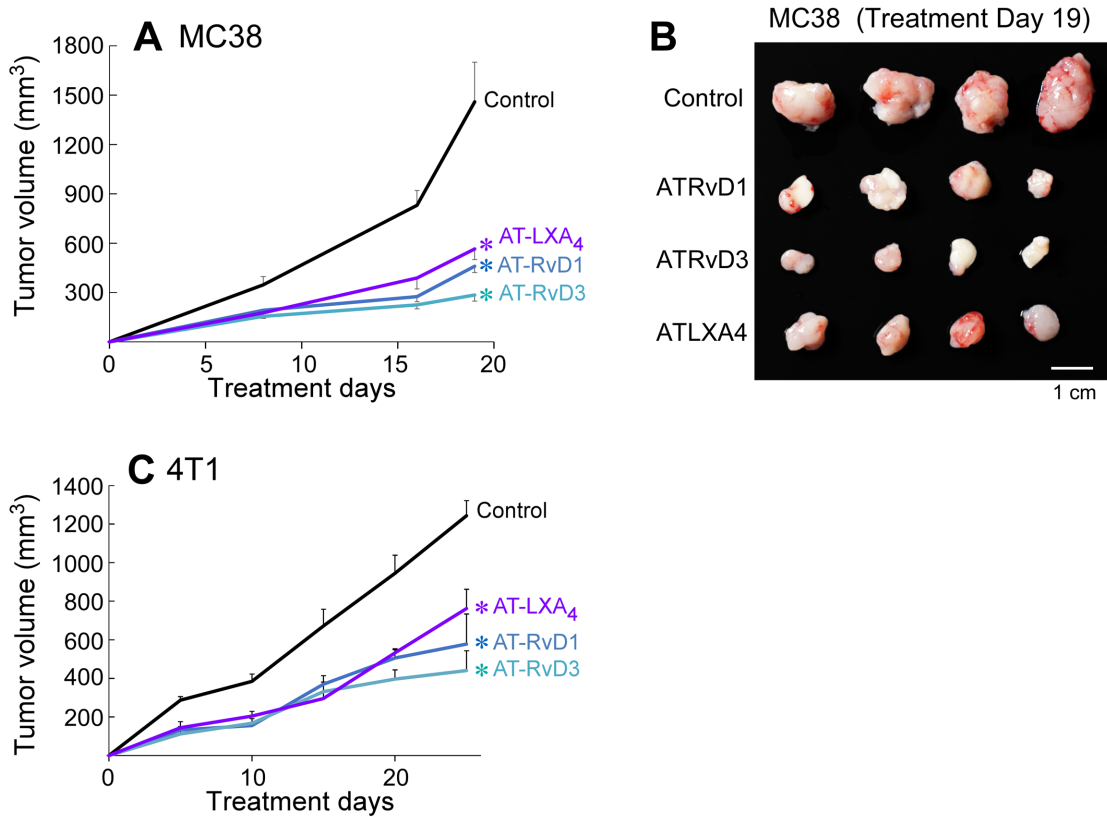 A MC38
Tumor volume (mm³)
1800
1500
1200
900
600
300
0
5
10
15
20
Treatment days
Control
* AT-LXA₄
* AT-RvD1
* AT-RvD3
B
MC38 (Treatment Day 19)
Control
ATRvD1
ATRvD3
ATLXA4
1 cm
C 4T1
Tumor volume (mm³)
1400
1200
1000
800
600
400
200
0
10
20
Treatment days
Control
* AT-LXA₄
* AT-RvD1
* AT-RvD3